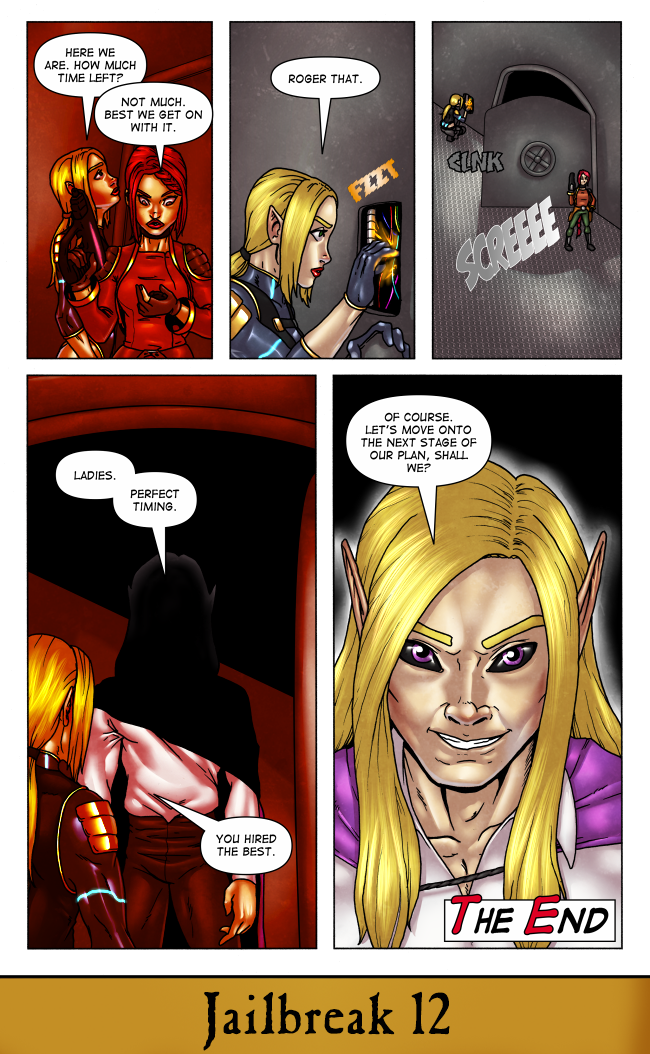 HERE WE
ARE. HOW MUCH
TIME LEFT?
NOT MUCH.
BEST WE GET ON
WITH IT.
ROGER THAT.
FZZT
CLNK
SCREEEE
LADIES.
PERFECT
TIMING.
YOU HIRED
THE BEST.
OF COURSE.
LET'S MOVE ONTO
THE NEXT STAGE OF
OUR PLAN, SHALL
WE?
THE END
Jailbreak 12